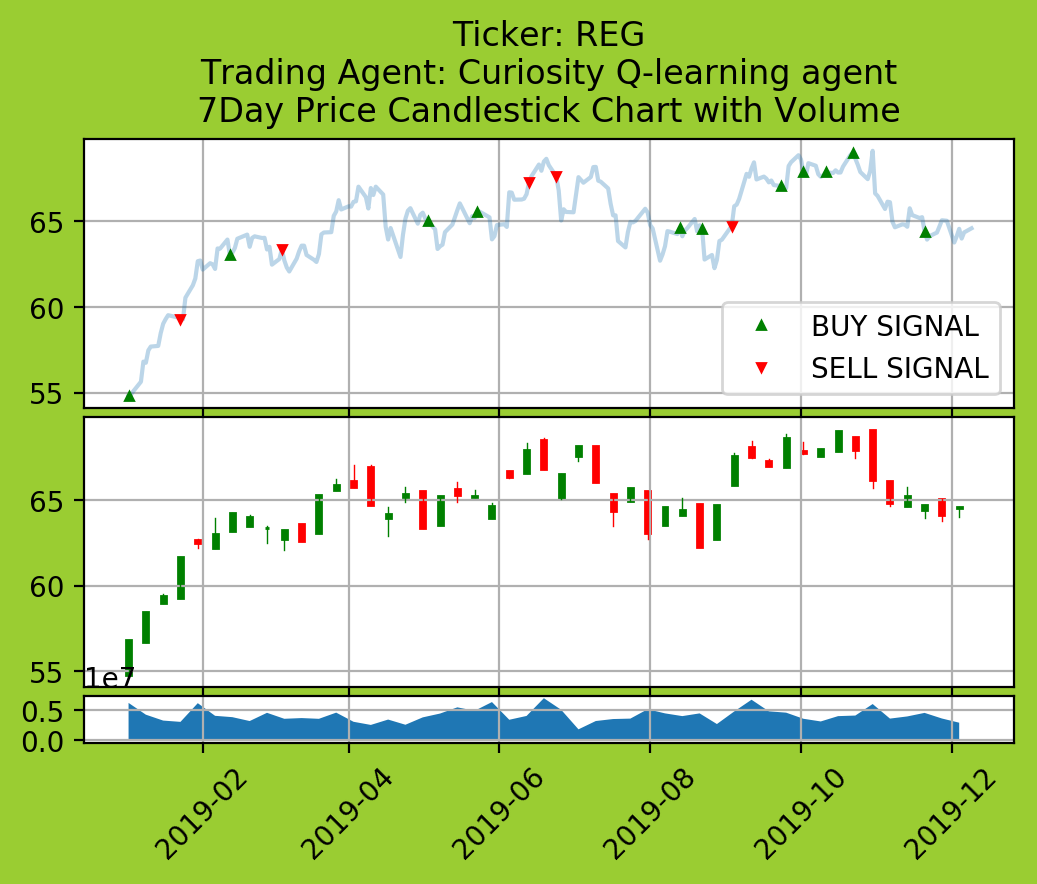 Ticker: REG
Trading Agent: Curiosity Q-learning agent
7Day Price Candlestick Chart with Volume
65
60
55
BUY SIGNAL
SELL SIGNAL
65
60
55
1e7
0.5
0.0
2019-02
2019-04
2019-06
2019-08
2019-10
2019-12